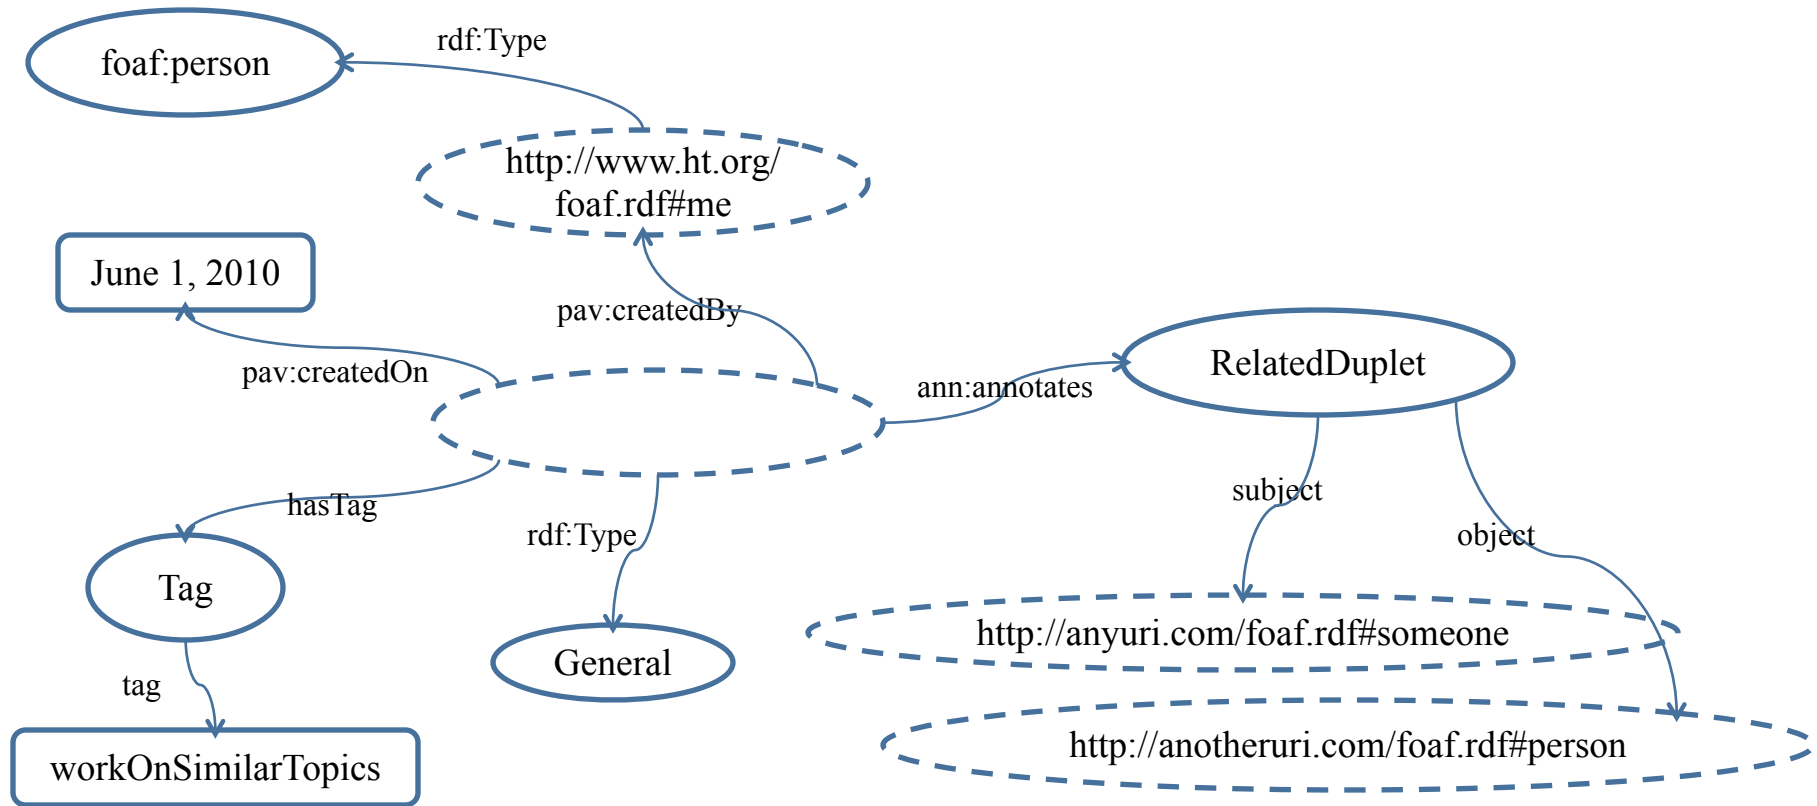 rdf:Type
foaf:person
http://www.ht.org/
foaf.rdf#me
June 1, 2010
pav:createdBy
pav:createdOn
RelatedDuplet
ann:annotates
hasTag
subject
rdf:Type
object
Tag
http://anyuri.com/foaf.rdf#someone
General
tag
http://anotheruri.com/foaf.rdf#person
workOnSimilarTopics